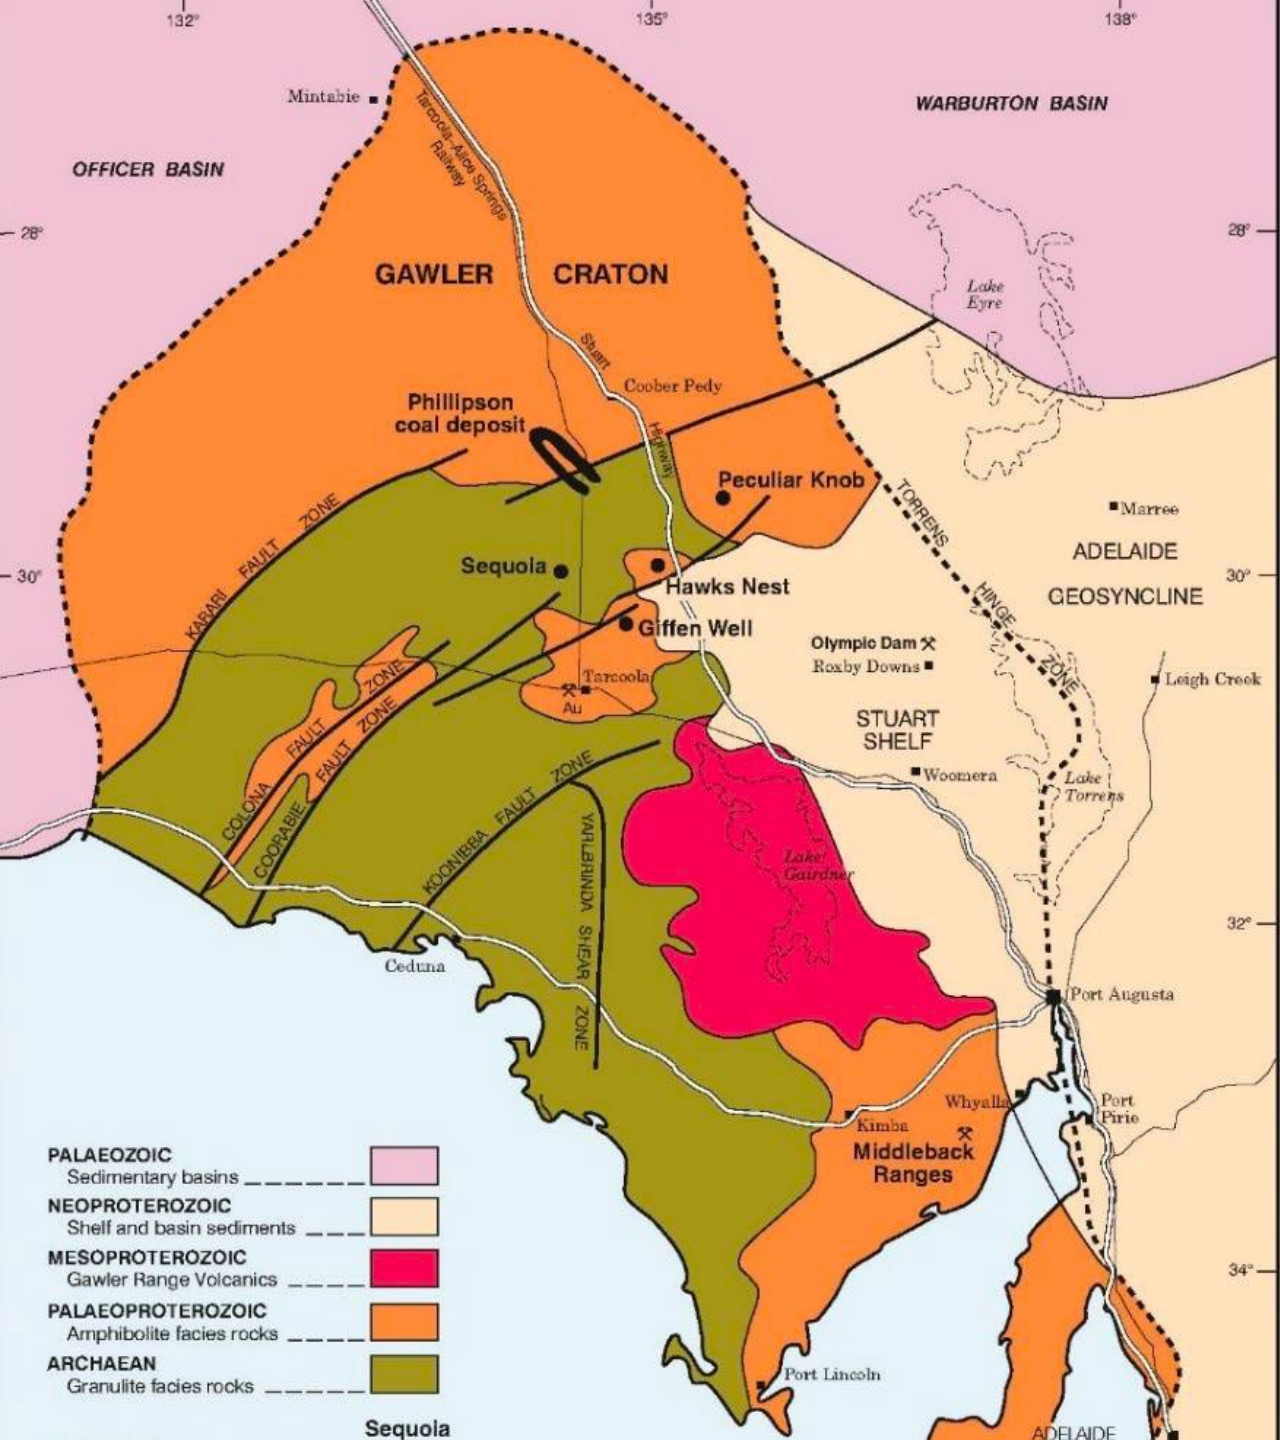 132°
135°
138°
Mintabie
WARBURTON BASIN
OFFICER BASIN
Tarcoola–Alice Springs
Railway
28°
28°
GAWLER CRATON
Lake
Eyre
Stuart
Coober Pedy
Highway
Phillipson
coal deposit
Peculiar Knob
TORRENS
HINGE
ZONE
Marree
ADELAIDE
GEOSYNCLINE
KARARI FAULT ZONE
30°
30°
Sequoia
Hawks Nest
Giffen Well
Olympic Dam
Roxby Downs
Leigh Creek
Tarcoola
Au
COLONA FAULT ZONE
COORABIE FAULT ZONE
STUART
SHELF
Woomera
Lake
Torrens
KOONIBBA FAULT ZONE
YARLBRINDA SHEAR ZONE
Lake
Gairdner
32°
Ceduna
Port Augusta
Whyalla
Port
Pirie
Kimba
Middleback
Ranges
PALAEOZOIC
Sedimentary basins
NEOPROTEROZOIC
Shelf and basin sediments
MESOPROTEROZOIC
Gawler Range Volcanics
34°
PALAEOPROTEROZOIC
Amphibolite facies rocks
ARCHAEAN
Granulite facies rocks
Port Lincoln
Sequoia
ADELAIDE